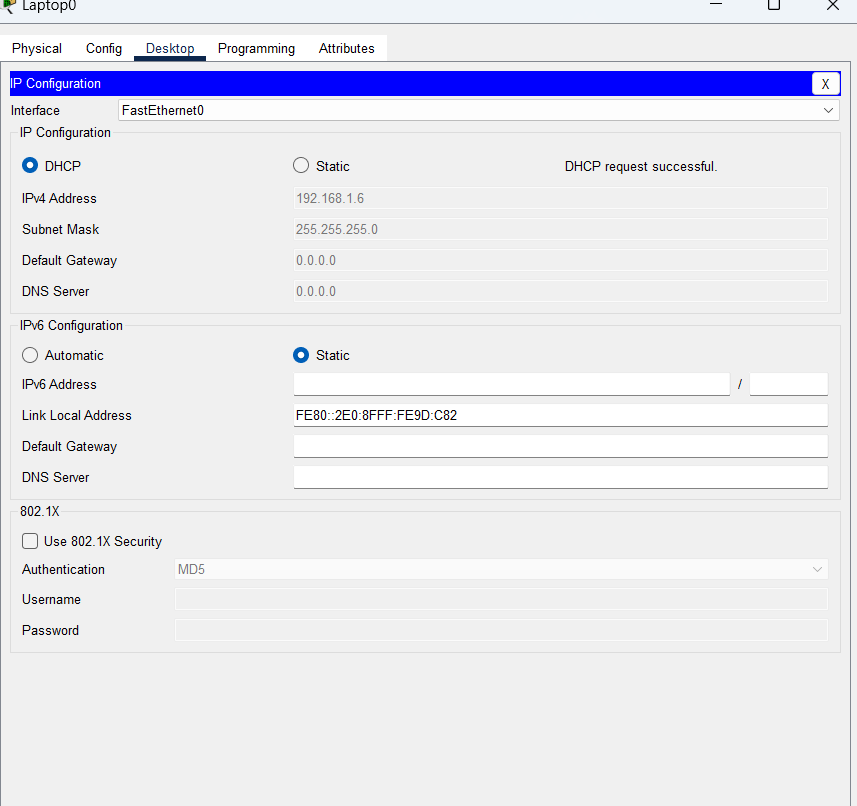 Laptop0
Physical Config Desktop Programming Attributes
IP Configuration X
Interface FastEthernet0
IP Configuration
DHCP Static DHCP request successful.
IPv4 Address 192.168.1.6
Subnet Mask 255.255.255.0
Default Gateway 0.0.0.0
DNS Server 0.0.0.0
IPv6 Configuration
Automatic Static
IPv6 Address /
Link Local Address FE80::2E0:8FFF:FE9D:C82
Default Gateway
DNS Server
802.1X
Use 802.1X Security
Authentication MD5
Username
Password